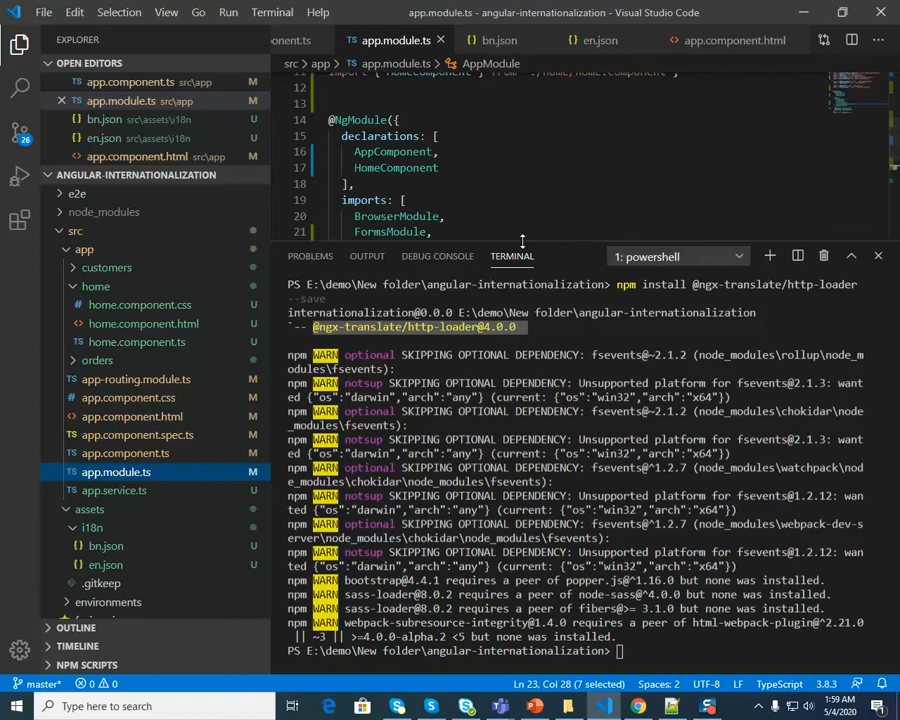 File Edit Selection View Go Run Terminal Help app.module.ts - angular-internationalization - Visual Studio Code
EXPLORER
OPEN EDITORS
app.component.ts src\app M
app.module.ts src\app M
bn.json src\assets\i18n U
en.json src\assets\i18n U
app.component.html src\app M
ANGULAR-INTERNATIONALIZATION
e2e
node_modules
src
app
customers
home
home.component.css U
home.component.html U
home.component.ts U
orders
app-routing.module.ts M
app.component.css M
app.component.html M
app.component.spec.ts M
app.component.ts M
app.module.ts M
app.service.ts U
assets
i18n
bn.json U
en.json U
.gitkeep
environments
OUTLINE
TIMELINE
NPM SCRIPTS
26
onent.ts app.module.ts bn.json en.json app.component.html
src > app > app.module.ts > AppModule
11 import { HomeComponent } from './home/home.component';
12
13
14 @NgModule({
15 declarations: [
16 AppComponent,
17 HomeComponent
18 ],
19 imports: [
20 BrowserModule,
21 FormsModule,
PROBLEMS OUTPUT DEBUG CONSOLE TERMINAL 1: powershell
PS E:\demo\New folder\angular-internationalization> npm install @ngx-translate/http-loader
--save
internationalization@0.0.0 E:\demo\New folder\angular-internationalization
`-- @ngx-translate/http-loader@4.0.0
npm WARN optional SKIPPING OPTIONAL DEPENDENCY: fsevents@~2.1.2 (node_modules\rollup\node_m
odules\fsevents):
npm WARN notsup SKIPPING OPTIONAL DEPENDENCY: Unsupported platform for fsevents@2.1.3: want
ed {"os":"darwin","arch":"any"} (current: {"os":"win32","arch":"x64"})
npm WARN optional SKIPPING OPTIONAL DEPENDENCY: fsevents@~2.1.2 (node_modules\chokidar\node
_modules\fsevents):
npm WARN notsup SKIPPING OPTIONAL DEPENDENCY: Unsupported platform for fsevents@2.1.3: want
ed {"os":"darwin","arch":"any"} (current: {"os":"win32","arch":"x64"})
npm WARN optional SKIPPING OPTIONAL DEPENDENCY: fsevents@^1.2.7 (node_modules\watchpack\nod
e_modules\chokidar\node_modules\fsevents):
npm WARN notsup SKIPPING OPTIONAL DEPENDENCY: Unsupported platform for fsevents@1.2.12: wan
ted {"os":"darwin","arch":"any"} (current: {"os":"win32","arch":"x64"})
npm WARN optional SKIPPING OPTIONAL DEPENDENCY: fsevents@^1.2.7 (node_modules\webpack-dev-s
erver\node_modules\chokidar\node_modules\fsevents):
npm WARN notsup SKIPPING OPTIONAL DEPENDENCY: Unsupported platform for fsevents@1.2.12: wan
ted {"os":"darwin","arch":"any"} (current: {"os":"win32","arch":"x64"})
npm WARN bootstrap@4.4.1 requires a peer of popper.js@^1.16.0 but none was installed.
npm WARN sass-loader@8.0.2 requires a peer of node-sass@^4.0.0 but none was installed.
npm WARN sass-loader@8.0.2 requires a peer of fibers@>= 3.1.0 but none was installed.
npm WARN webpack-subresource-integrity@1.4.0 requires a peer of html-webpack-plugin@^2.21.0
|| ~3 || >=4.0.0-alpha.2 <5 but none was installed.
PS E:\demo\New folder\angular-internationalization>
master* 0 0 Ln 23, Col 28 (7 selected) Spaces: 2 UTF-8 LF TypeScript 3.8.3
Type here to search
1:59 AM
5/4/2020